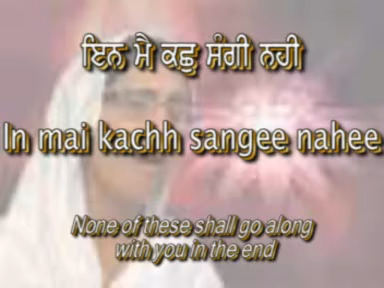 ਇਨ ਮੈ ਕਛੁ ਸੰਗੀ ਨਹੀ
In mai kachh sangee nahee
None of these shall go along
with you in the end